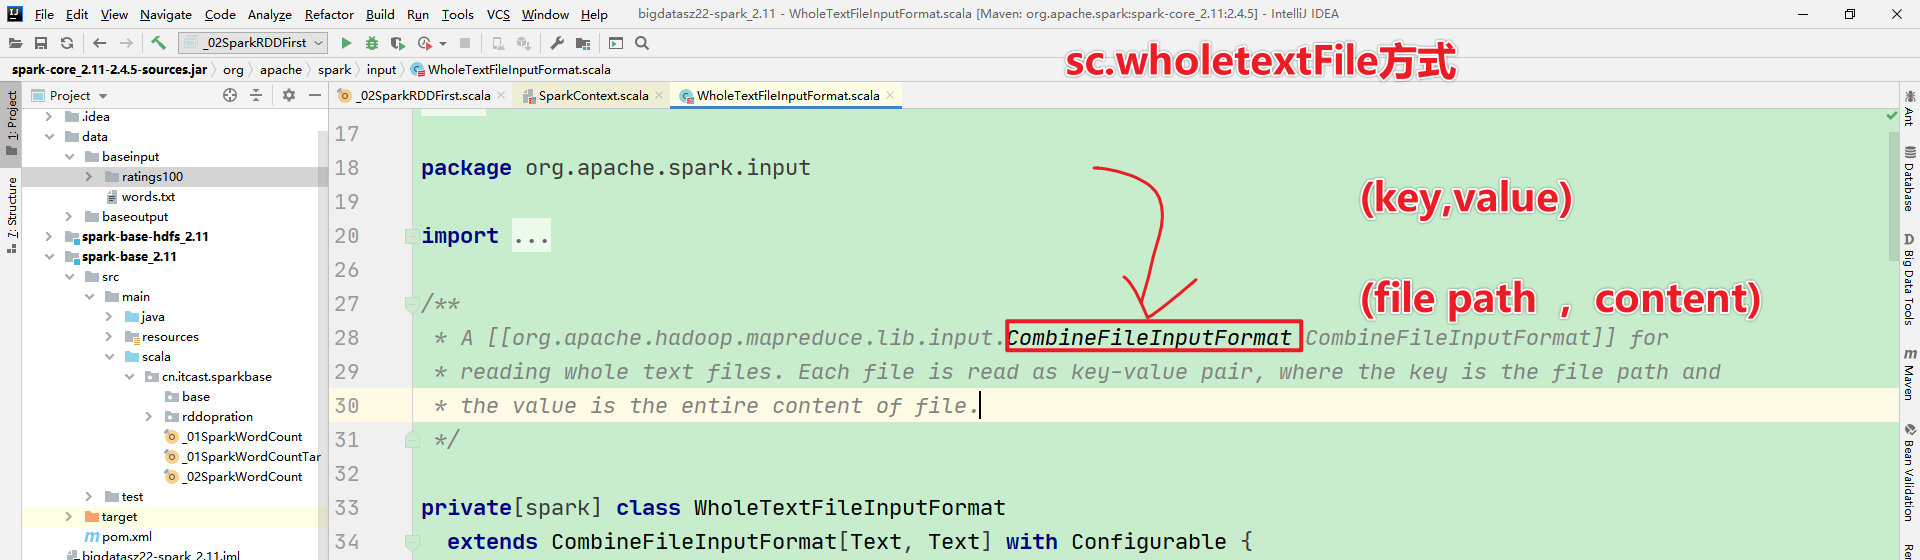 File Edit View Navigate Code Analyze Refactor Build Run Tools VCS Window Help bigdatasz22-spark_2.11 - WholeTextFileInputFormat.scala [Maven: org.apache.spark:spark-core_2.11:2.4.5] - IntelliJ IDEA
_02SparkRDDFirst
sc.wholetextFile方式
spark-core_2.11-2.4.5-sources.jar org apache spark input WholeTextFileInputFormat.scala
Project
_02SparkRDDFirst.scala SparkContext.scala WholeTextFileInputFormat.scala
1: Project
7: Structure
.idea
data
baseinput
ratings100
words.txt
baseoutput
spark-base-hdfs_2.11
spark-base_2.11
src
main
java
resources
scala
cn.itcast.sparkbase
base
rddopration
_01SparkWordCount
_01SparkWordCountTar
_02SparkWordCount
test
target
pom.xml
bigdatasz22-spark_2.11.iml
17
18 package org.apache.spark.input
19
20 import ...
26
27 /**
28 * A [[org.apache.hadoop.mapreduce.lib.input.CombineFileInputFormat CombineFileInputFormat]] for
29 * reading whole text files. Each file is read as key-value pair, where the key is the file path and
30 * the value is the entire content of file.
31 */
32
33 private[spark] class WholeTextFileInputFormat
34 extends CombineFileInputFormat[Text, Text] with Configurable {
(key,value)
(file path , content)
Ant
Database
Big Data Tools
Maven
Bean Validation